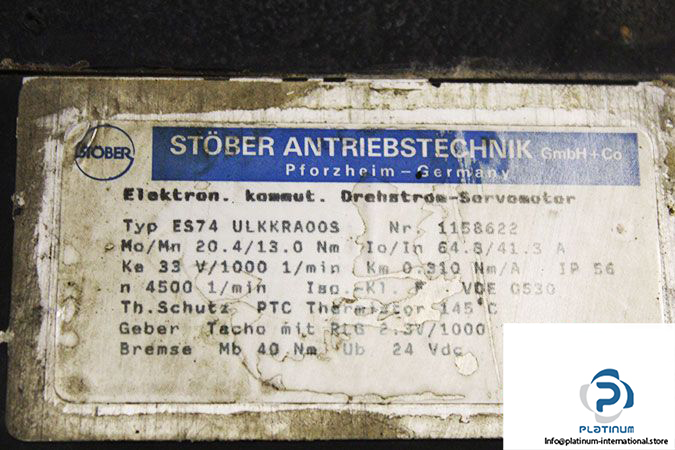 STÖBER
STÖBER ANTRIEBSTECHNIK GmbH+Co
Pforzheim-Germany
Elektron. kommut. Drehstrom-Servomotor
Typ ES74 ULKKRA00S Nr. 1158622
Mo/Mn 20.4/13.0 Nm Io/In 64.8/41.3 A
Ke 33 V/1000 1/min Km 0.310 Nm/A IP 56
n 4500 1/min Iso.-Kl. F VDE 0530
Th.Schutz PTC Thermistor 145°C
Geber Tacho mit RLG 2.3V/1000
Bremse Mb 40 Nm Ub 24 Vdc
PLATINUM
Info@platinum-international.store